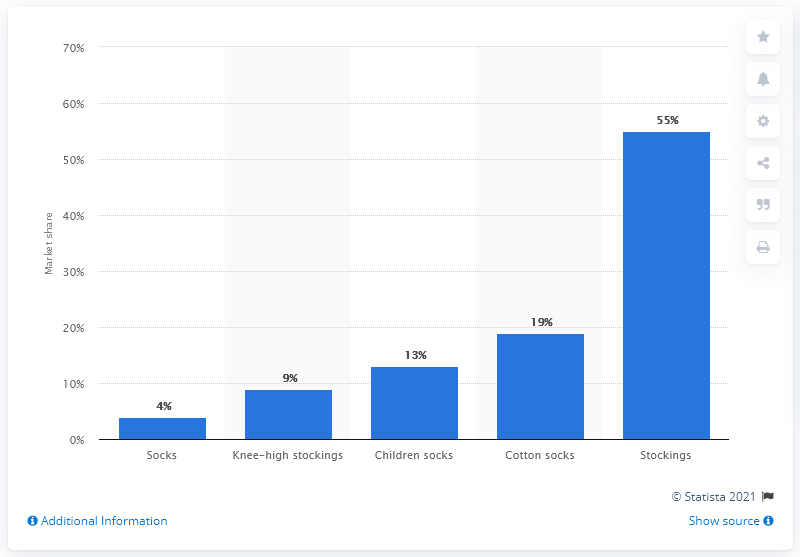 70%
60%
50%
40%
30%
20%
10%
0%
Market share
4%
9%
13%
19%
55%
Socks
Knee-high stockings
Children socks
Cotton socks
Stockings
© Statista 2021
Additional Information
Show source